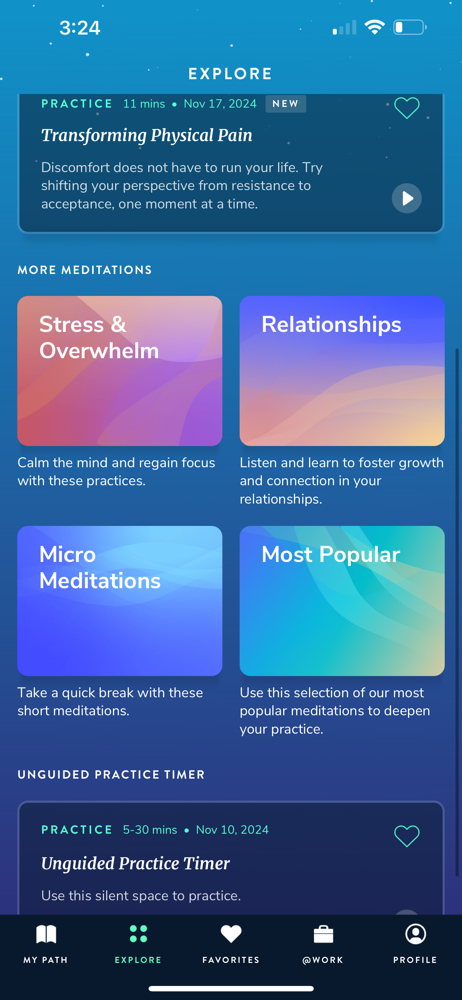 3:24
EXPLORE
PRACTICE 11 mins • Nov 17, 2024 NEW
Transforming Physical Pain
Discomfort does not have to run your life. Try
shifting your perspective from resistance to
acceptance, one moment at a time.
MORE MEDITATIONS
Stress &
Overwhelm
Relationships
Calm the mind and regain focus
with these practices.
Listen and learn to foster growth
and connection in your
relationships.
Micro
Meditations
Most Popular
Take a quick break with these
short meditations.
Use this selection of our most
popular meditations to deepen
your practice.
UNGUIDED PRACTICE TIMER
PRACTICE 5-30 mins • Nov 10, 2024
Unguided Practice Timer
Use this silent space to practice.
MY PATH EXPLORE FAVORITES @WORK PROFILE